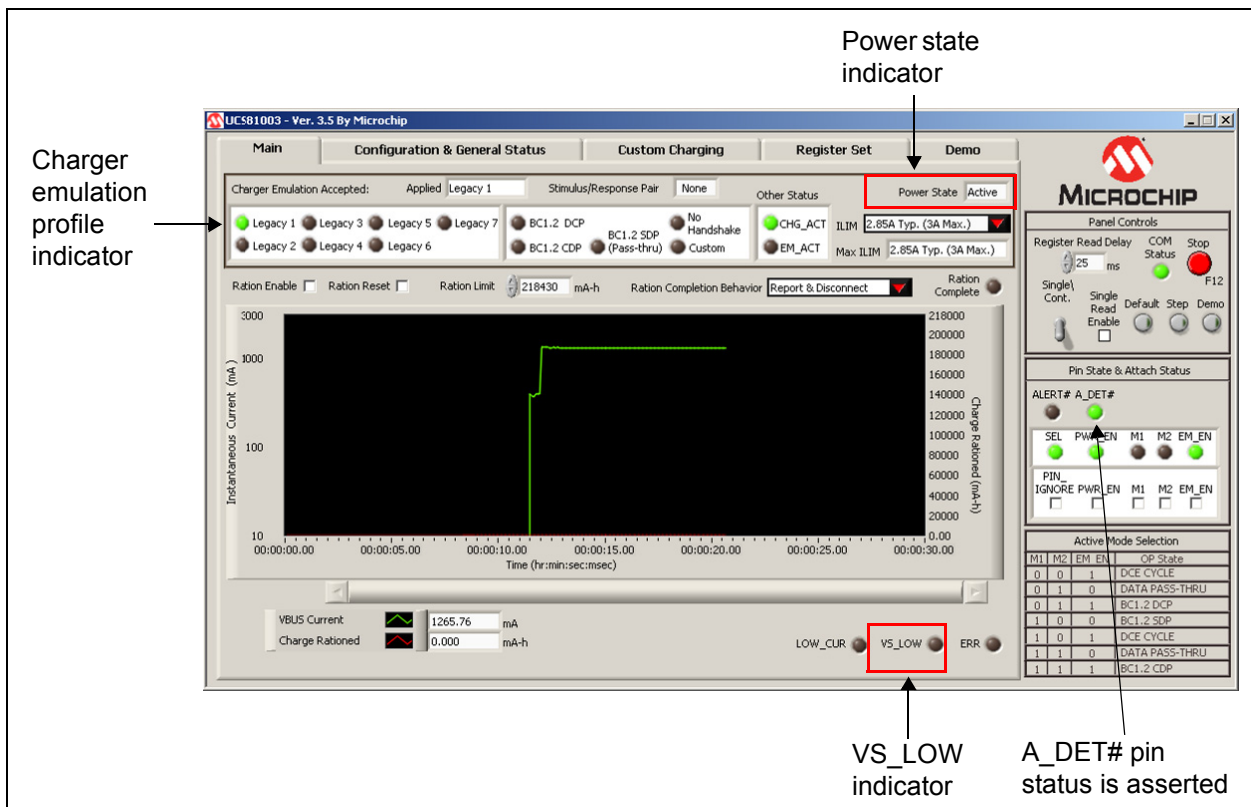 Power state
indicator
Charger
emulation
profile
indicator
UCS81003 - Ver. 3.5 By Microchip
Main
Configuration & General Status
Custom Charging
Register Set
Demo
Charger Emulation Accepted:
Applied
Legacy 1
Stimulus/Response Pair
None
Other Status
Power State
Active
Legacy 1
Legacy 3
Legacy 5
Legacy 7
Legacy 2
Legacy 4
Legacy 6
BC1.2 DCP
BC1.2 CDP
BC1.2 SDP
(Pass-thru)
No
Handshake
Custom
CHG_ACT
EM_ACT
ILIM
2.85A Typ. (3A Max.)
Max ILIM
2.85A Typ. (3A Max.)
Ration Enable
Ration Reset
Ration Limit
218430
mA-h
Ration Completion Behavior
Report & Disconnect
Ration
Complete
Instantaneous Current (mA)
3000
1000
100
10
218000
200000
180000
160000
140000
120000
100000
80000
60000
40000
20000
0.00
Charge Rationed (mA-h)
00:00:00.00
00:00:05.00
00:00:10.00
00:00:15.00
00:00:20.00
00:00:25.00
00:00:30.00
Time (hr:min:sec:msec)
VBUS Current
1265.76
mA
Charge Rationed
0.000
mA-h
LOW_CUR
VS_LOW
ERR
MICROCHIP
Panel Controls
Register Read Delay
25 ms
COM
Status
Stop
F12
Single\
Cont.
Single
Read
Enable
Default
Step
Demo
Pin State & Attach Status
ALERT#
A_DET#
SEL
PWR_EN
M1
M2
EM_EN
PIN_
IGNORE
PWR_EN
M1
M2
EM_EN
Active Mode Selection
M1 M2 EM_EN OP State
0 0 1 DCE CYCLE
0 1 0 DATA PASS-THRU
0 1 1 BC1.2 DCP
1 0 0 BC1.2 SDP
1 0 1 DCE CYCLE
1 1 0 DATA PASS-THRU
1 1 1 BC1.2 CDP
VS_LOW
indicator
A_DET# pin
status is asserted